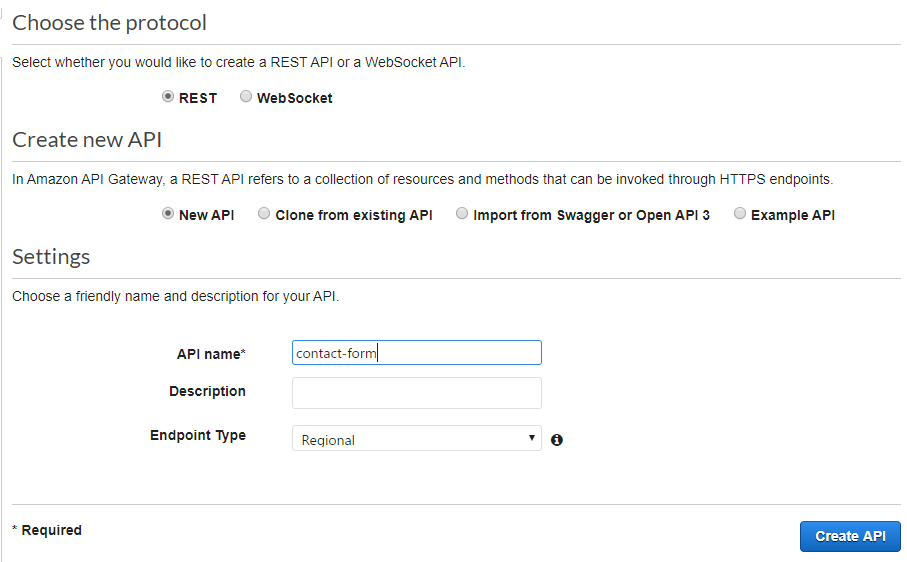 Choose the protocol
Select whether you would like to create a REST API or a WebSocket API.
REST WebSocket
Create new API
In Amazon API Gateway, a REST API refers to a collection of resources and methods that can be invoked through HTTPS endpoints.
New API Clone from existing API Import from Swagger or Open API 3 Example API
Settings
Choose a friendly name and description for your API.
API name* contact-form
Description
Endpoint Type Regional
* Required
Create API